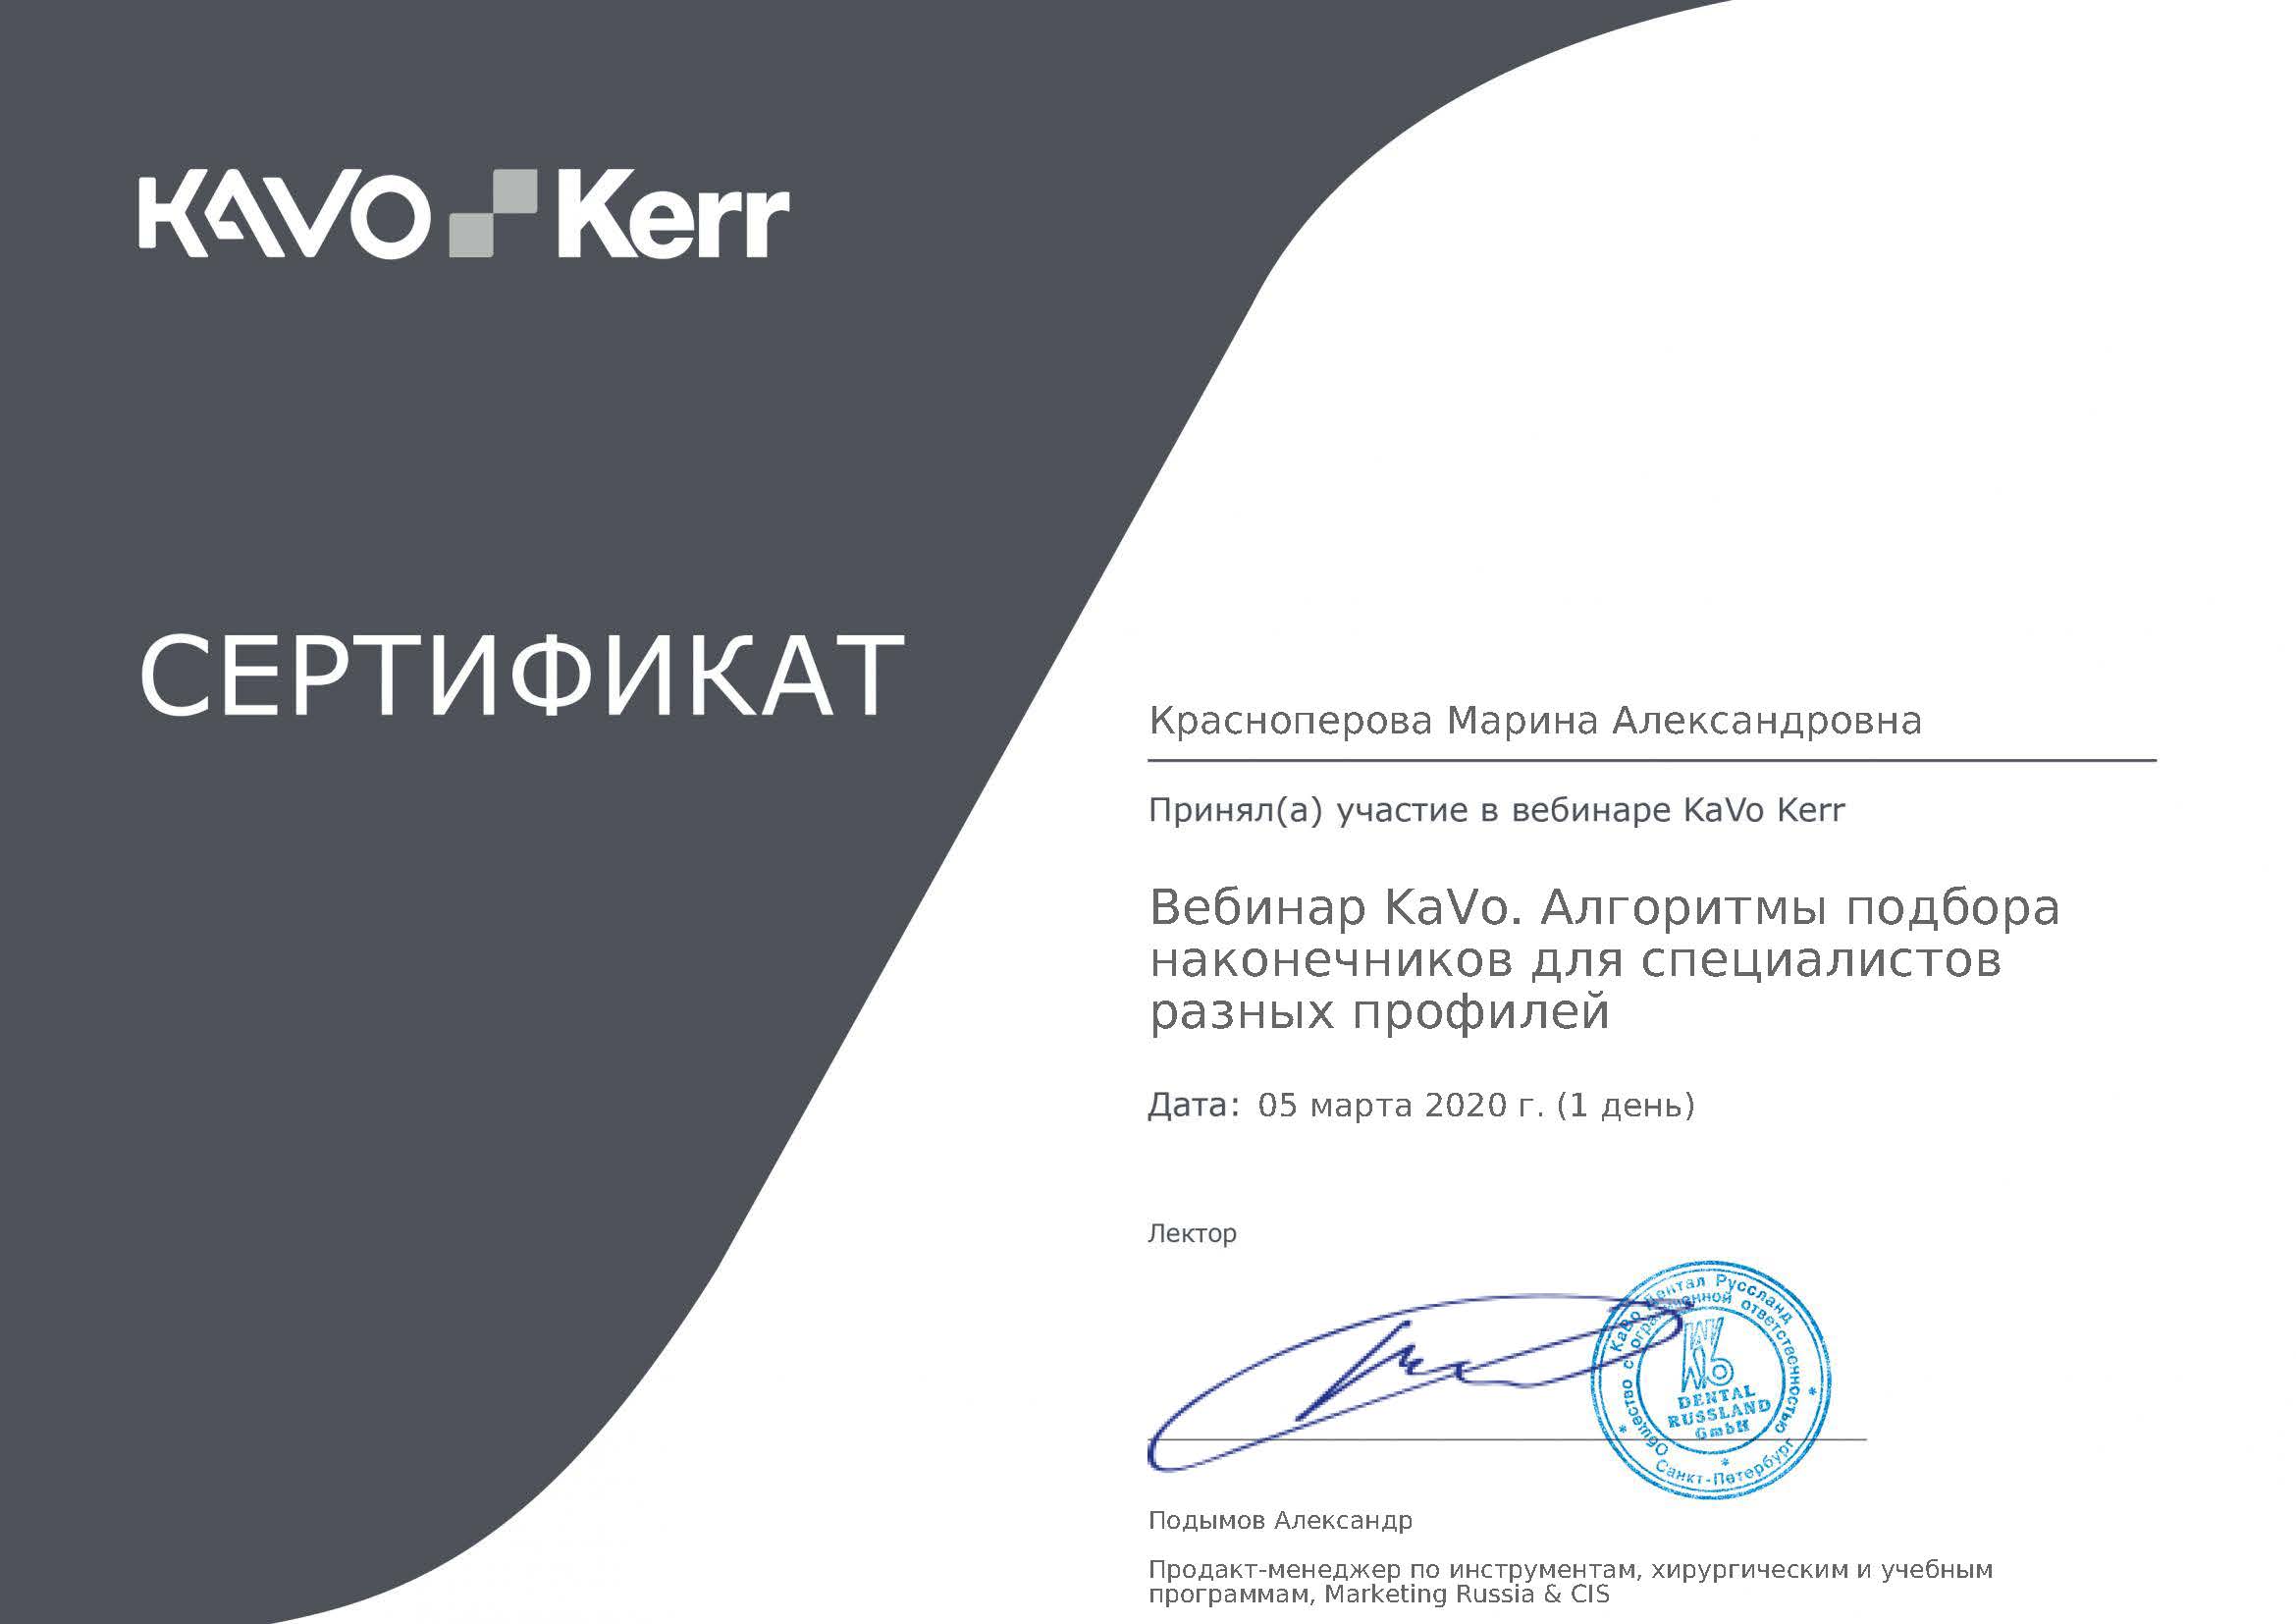 KAVO Kerr
СЕРТИФИКАТ
Красноперова Марина Александровна
Принял(а) участие в вебинаре KaVo Kerr
Вебинар KaVo. Алгоритмы подбора
наконечников для специалистов
разных профилей
Дата: 05 марта 2020 г. (1 день)
Лектор
КаВо Дентал Руссланд
Общество с ограниченной ответственностью
DENTAL
RUSSLAND
GmbH
Санкт-Петербург
Подымов Александр
Продакт-менеджер по инструментам, хирургическим и учебным
программам, Marketing Russia & CIS